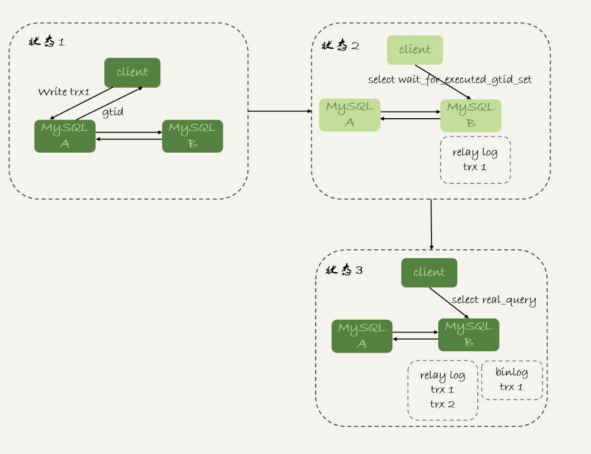 状态1
client
Write trx1
gtid
MySQL
A
MySQL
B
状态2
client
select wait_for_executed_gtid_set
MySQL
A
MySQL
B
relay log
trx 1
状态3
client
select real_query
MySQL
A
MySQL
B
relay log
trx 1
trx 2
binlog
trx 1